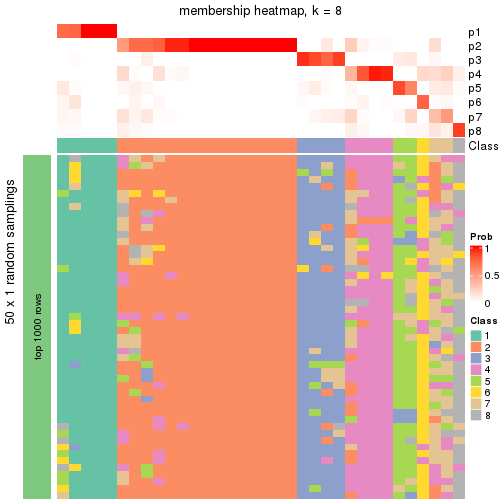 membership heatmap, k = 8
p1
p2
p3
p4
p5
p6
p7
p8
Class
50 x 1 random samplings
top 1000 rows
Prob
1
0.5
0
Class
1
2
3
4
5
6
7
8